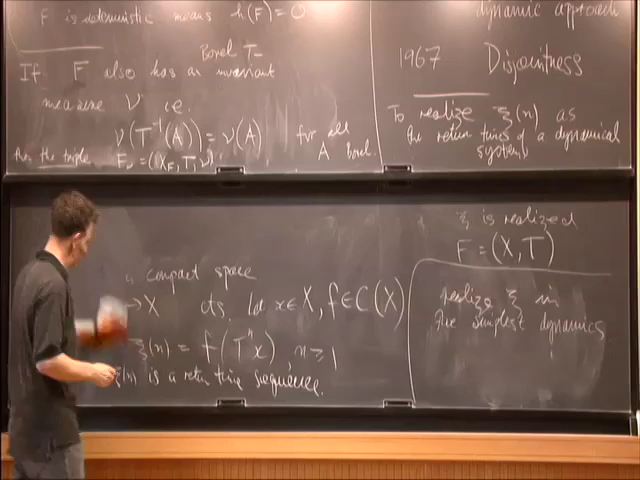 F is deterministic means h(F)=0
Borel T-
If F also has an invariant
measure ν i.e.
ν(T⁻¹(A)) = ν(A) for all
A Borel.
the triple F_ν = (X_F, T, ν)
dynamic approach
1967 Disjointness
To realize ξ(n) as
the return times of a dynamical
system
compact space
→ X cts. Let x ∈ X, f ∈ C(X)
ξ(n) = f(Tⁿx), n ≥ 1
ξ(n) is a return time sequence.
ξ is realized
F = (X, T)
realize ξ in
the simplest dynamics